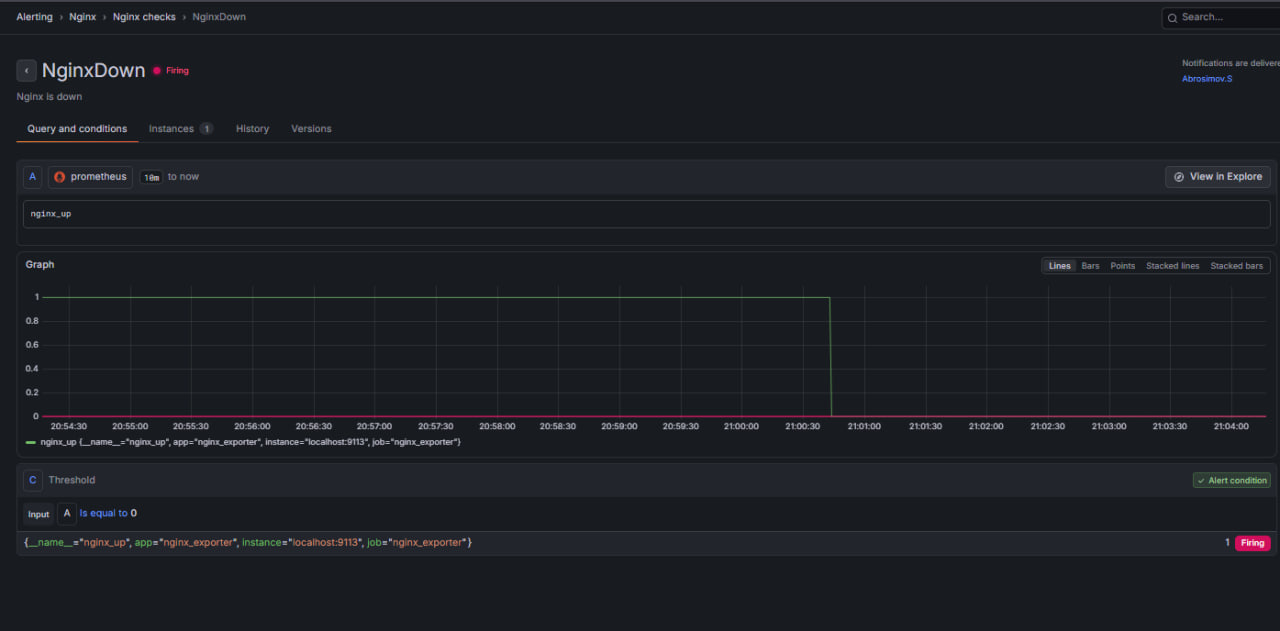 Alerting › Nginx › Nginx checks › NginxDown
Search...
NginxDown Firing
Notifications are delivere
Abrosimov.S
Nginx is down
Query and conditions Instances 1 History Versions
A prometheus 10m to now View in Explore
nginx_up
Graph Lines Bars Points Stacked lines Stacked bars
1
0.8
0.6
0.4
0.2
0
20:54:30 20:55:00 20:55:30 20:56:00 20:56:30 20:57:00 20:57:30 20:58:00 20:58:30 20:59:00 20:59:30 21:00:00 21:00:30 21:01:00 21:01:30 21:02:00 21:02:30 21:03:00 21:03:30 21:04:00
nginx_up {__name__="nginx_up", app="nginx_exporter", instance="localhost:9113", job="nginx_exporter"}
C Threshold Alert condition
Input A Is equal to 0
{__name__="nginx_up", app="nginx_exporter", instance="localhost:9113", job="nginx_exporter"} 1 Firing